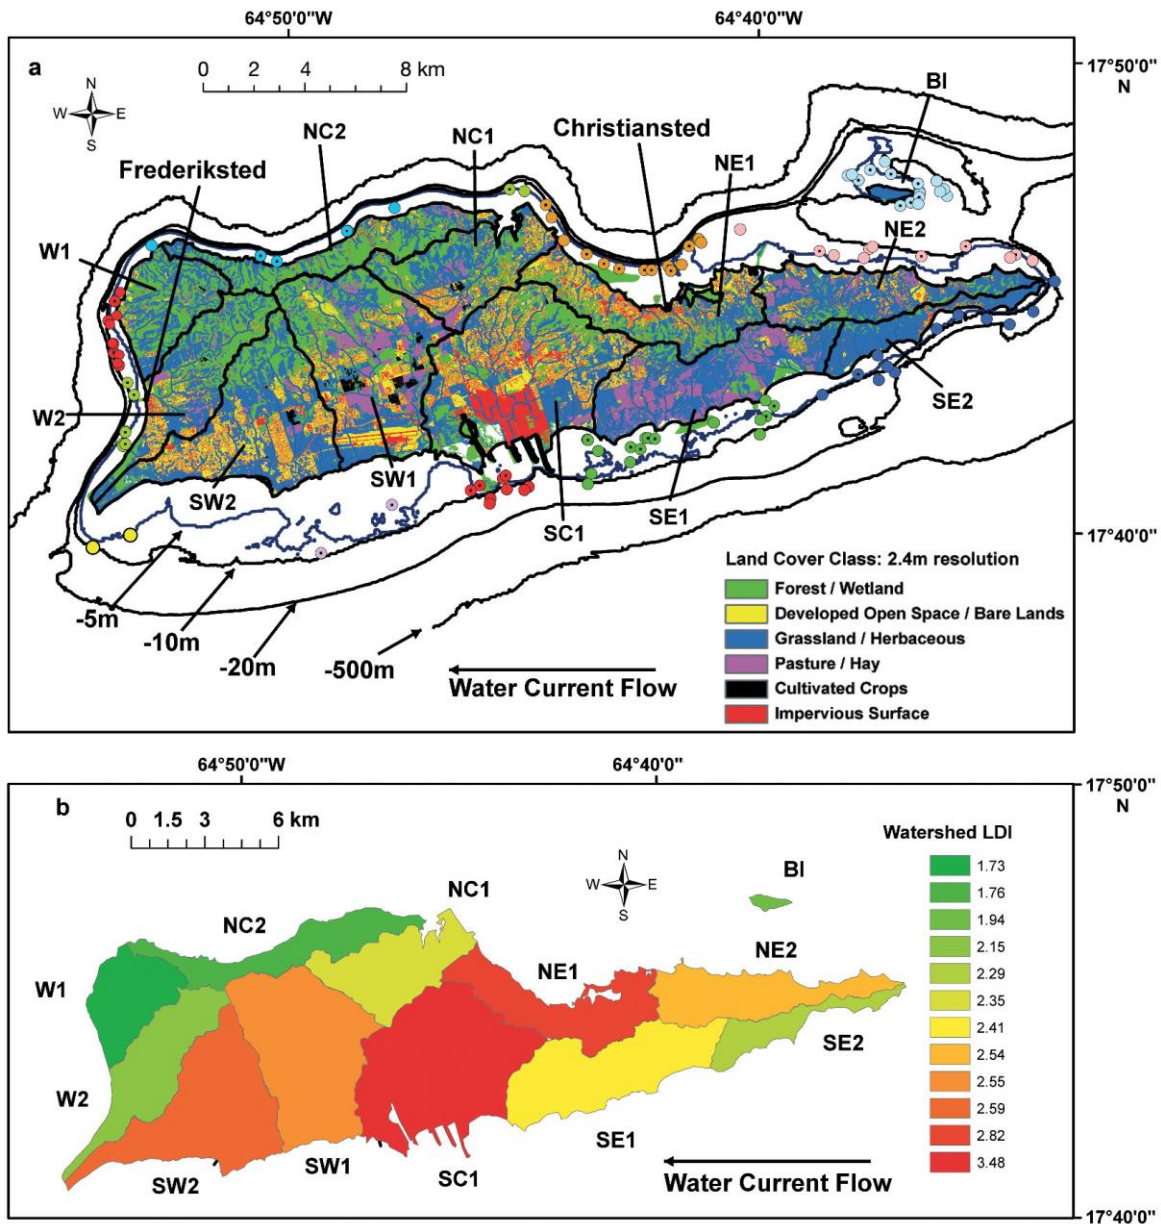 64°50'0"W
64°40'0"W
a
0 2 4 8 km
17°50'0"
N
N
W E
S
NC2
NC1
Christiansted
BI
Frederiksted
NE1
NE2
W1
W2
SW2
SW1
SC1
SE1
SE2
17°40'0"
-5m
-10m
-20m
-500m
Water Current Flow
Land Cover Class: 2.4m resolution
Forest / Wetland
Developed Open Space / Bare Lands
Grassland / Herbaceous
Pasture / Hay
Cultivated Crops
Impervious Surface
64°50'0"W
64°40'0"W
17°50'0"
N
b
0 1.5 3 6 km
N
W E
S
Watershed LDI
1.73
1.76
1.94
2.15
2.29
2.35
2.41
2.54
2.55
2.59
2.82
3.48
BI
NC1
NC2
NE1
NE2
W1
SE2
W2
SE1
SW1
SC1
SW2
Water Current Flow
17°40'0"